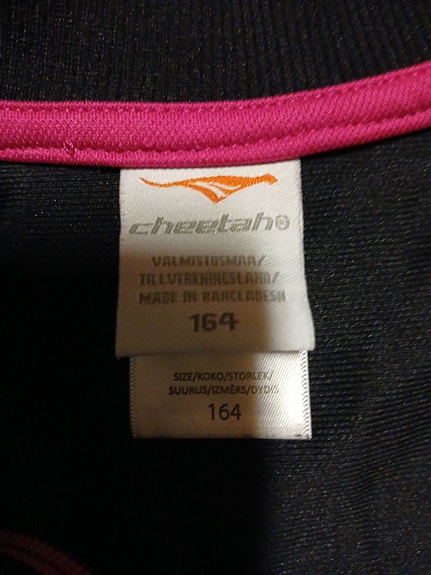 cheetah®
VALMISTUSMAA/
TILLVERKNINGSLAND/
MADE IN BANGLADESH
164
SIZE/KOKO/STORLEK/
SUURUS/IZMĒRS/DYDIS
164